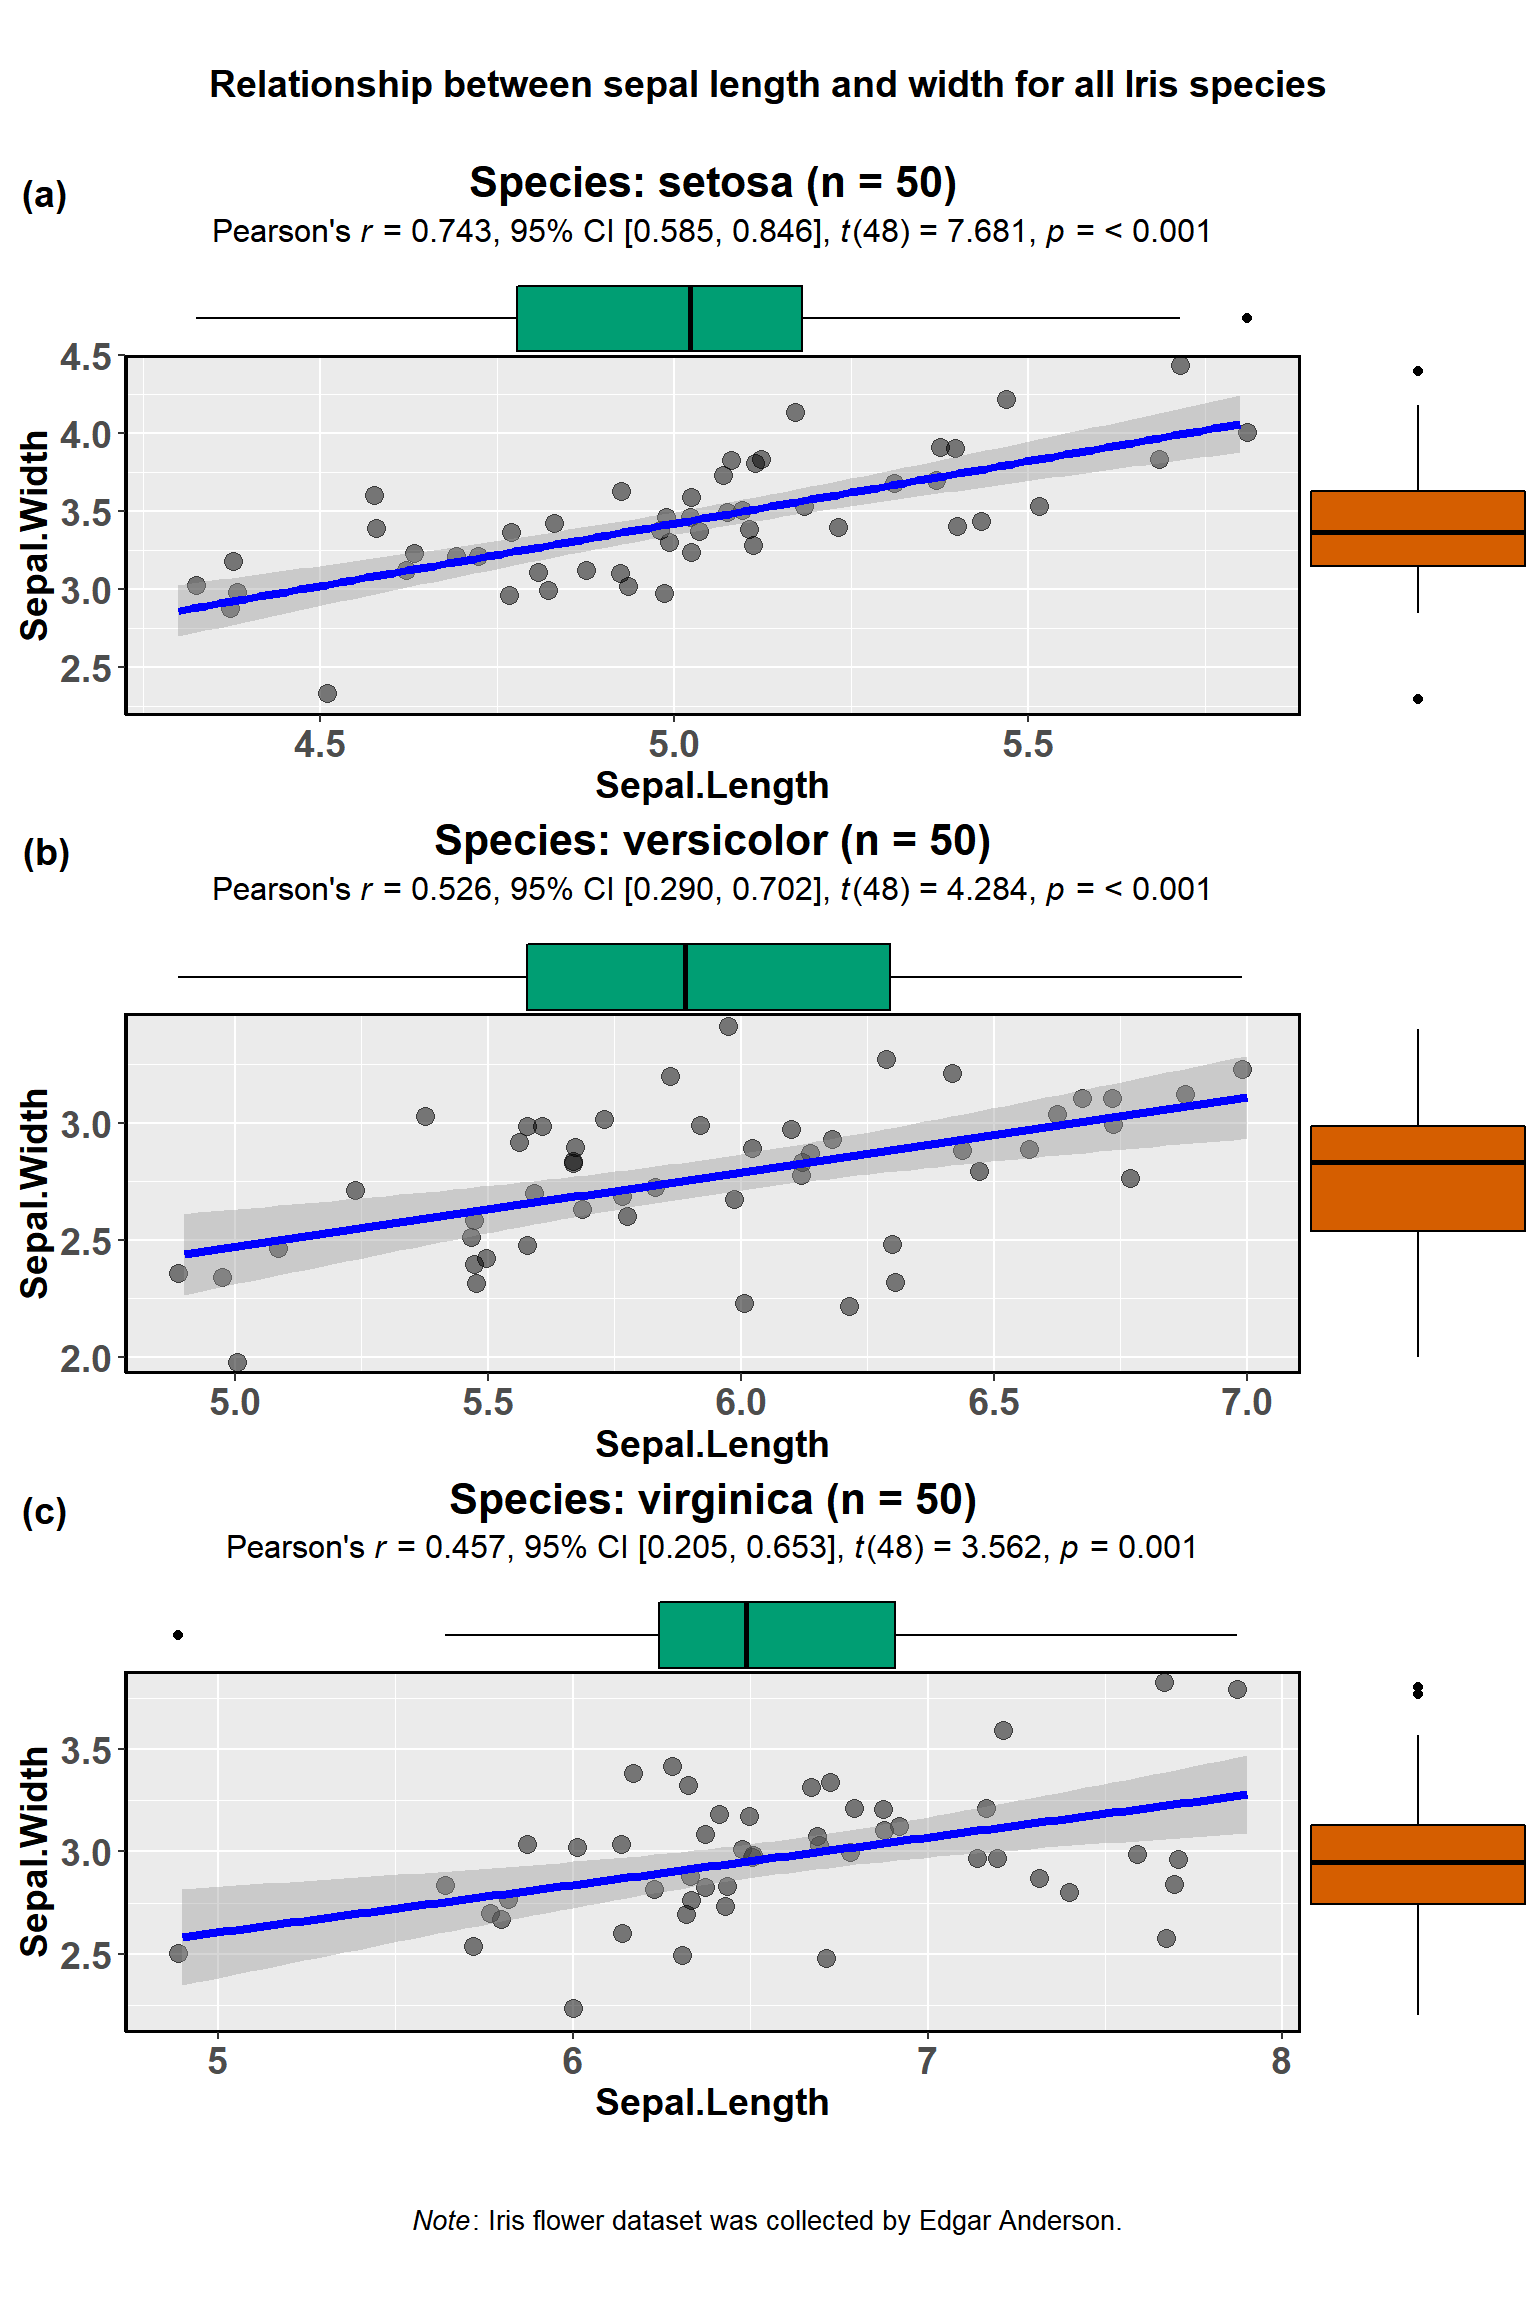 Relationship between sepal length and width for all Iris species
(a)
Species: setosa (n = 50)
Pearson's r = 0.743, 95% CI [0.585, 0.846], t(48) = 7.681, p = < 0.001
4.5
4.0
3.5
3.0
2.5
Sepal.Width
4.5 5.0 5.5
Sepal.Length
(b)
Species: versicolor (n = 50)
Pearson's r = 0.526, 95% CI [0.290, 0.702], t(48) = 4.284, p = < 0.001
3.0
2.5
2.0
Sepal.Width
5.0 5.5 6.0 6.5 7.0
Sepal.Length
(c)
Species: virginica (n = 50)
Pearson's r = 0.457, 95% CI [0.205, 0.653], t(48) = 3.562, p = 0.001
3.5
3.0
2.5
Sepal.Width
5 6 7 8
Sepal.Length
Note: Iris flower dataset was collected by Edgar Anderson.